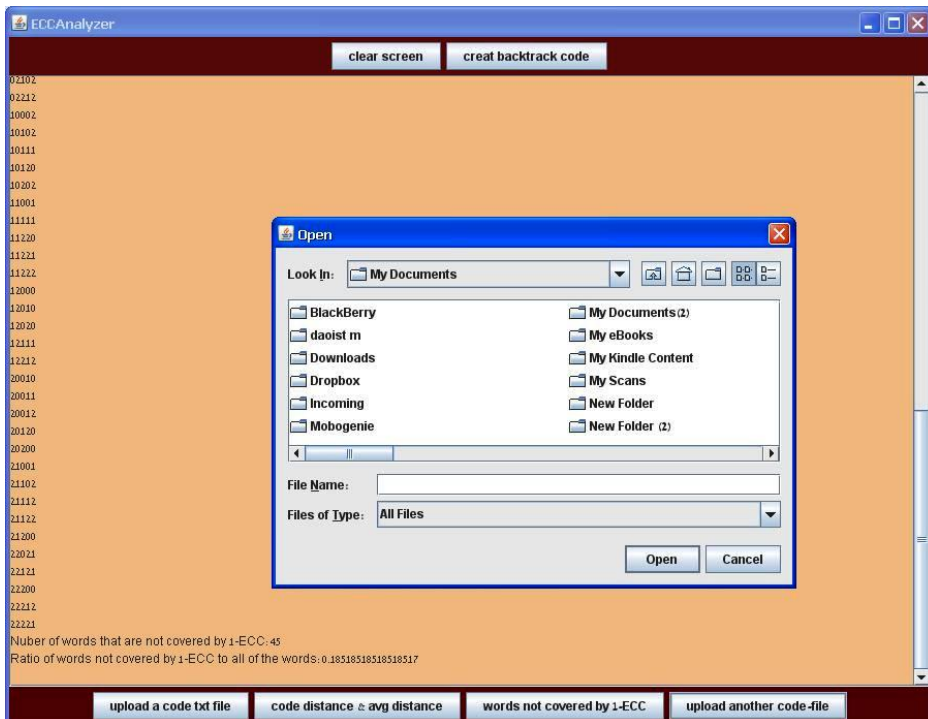 ECCAnalyzer
clear screen creat backtrack code
02102
02212
10002
10102
10111
10120
10202
11001
11111
11220
11221
11222
12000
12010
12020
12111
12212
20010
20011
20012
20120
20200
21001
21102
21112
21122
21200
22021
22121
22200
22212
22221
Nuber of words that are not covered by 1-ECC: 45
Ratio of words not covered by 1-ECC to all of the words: 0.18518518518518517
Open
Look In: My Documents
BlackBerry My Documents (2)
daoist m My eBooks
Downloads My Kindle Content
Dropbox My Scans
Incoming New Folder
Mobogenie New Folder (2)
File Name:
Files of Type: All Files
Open Cancel
upload a code txt file code distance & avg distance words not covered by 1-ECC upload another code-file